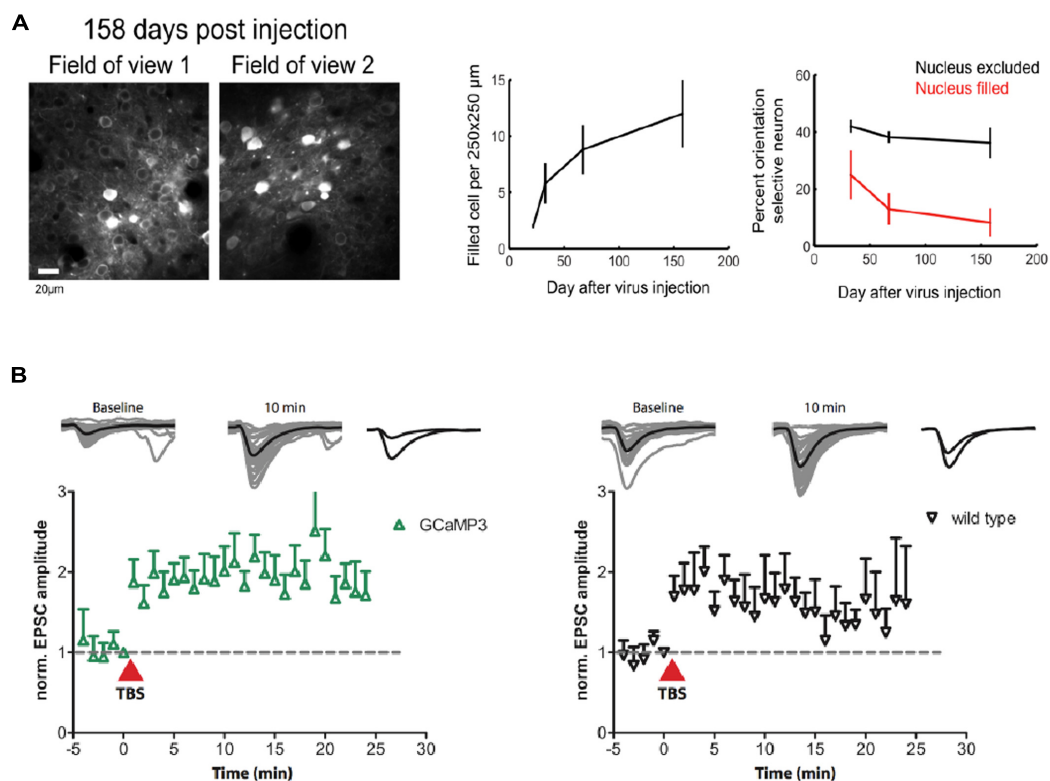 A
158 days post injection
Field of view 1
Field of view 2
20μm
Filled cell per 250x250 μm
15
10
5
0
0
50
100
150
200
Day after virus injection
Percent orientation
selective neuron
60
40
20
0
0
50
100
150
200
Day after virus injection
Nucleus excluded
Nucleus filled
B
Baseline
10 min
norm. EPSC amplitude
3
2
1
0
GCaMP3
TBS
-5
0
5
10
15
20
25
30
Time (min)
Baseline
10 min
norm. EPSC amplitude
3
2
1
0
wild type
TBS
-5
0
5
10
15
20
25
30
Time (min)